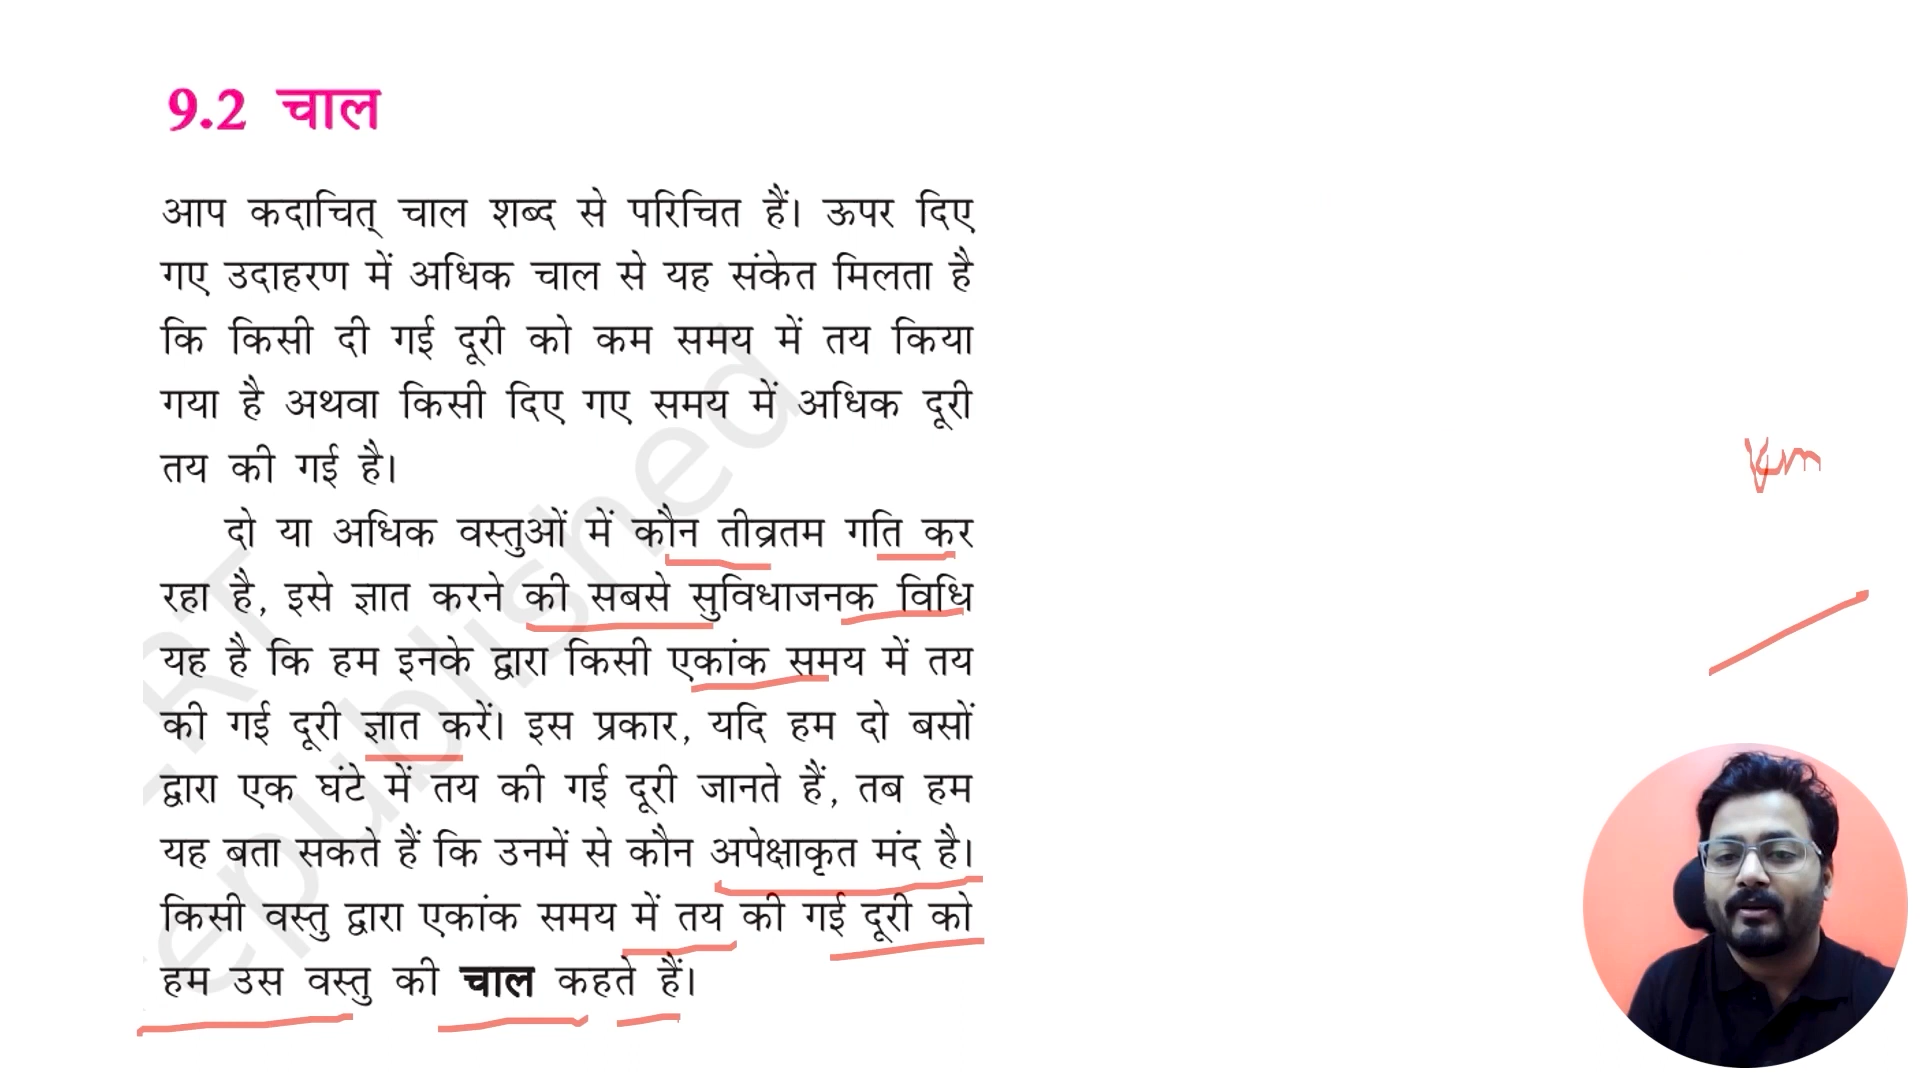 9.2 चाल
आप कदाचित् चाल शब्द से परिचित हैं। ऊपर दिए
गए उदाहरण में अधिक चाल से यह संकेत मिलता है
कि किसी दी गई दूरी को कम समय में तय किया
गया है अथवा किसी दिए गए समय में अधिक दूरी
तय की गई है।
दो या अधिक वस्तुओं में कौन तीव्रतम गति कर
रहा है, इसे ज्ञात करने की सबसे सुविधाजनक विधि
यह है कि हम इनके द्वारा किसी एकांक समय में तय
की गई दूरी ज्ञात करें। इस प्रकार, यदि हम दो बसों
द्वारा एक घंटे में तय की गई दूरी जानते हैं, तब हम
यह बता सकते हैं कि उनमें से कौन अपेक्षाकृत मंद है।
किसी वस्तु द्वारा एकांक समय में तय की गई दूरी को
हम उस वस्तु की चाल कहते हैं।